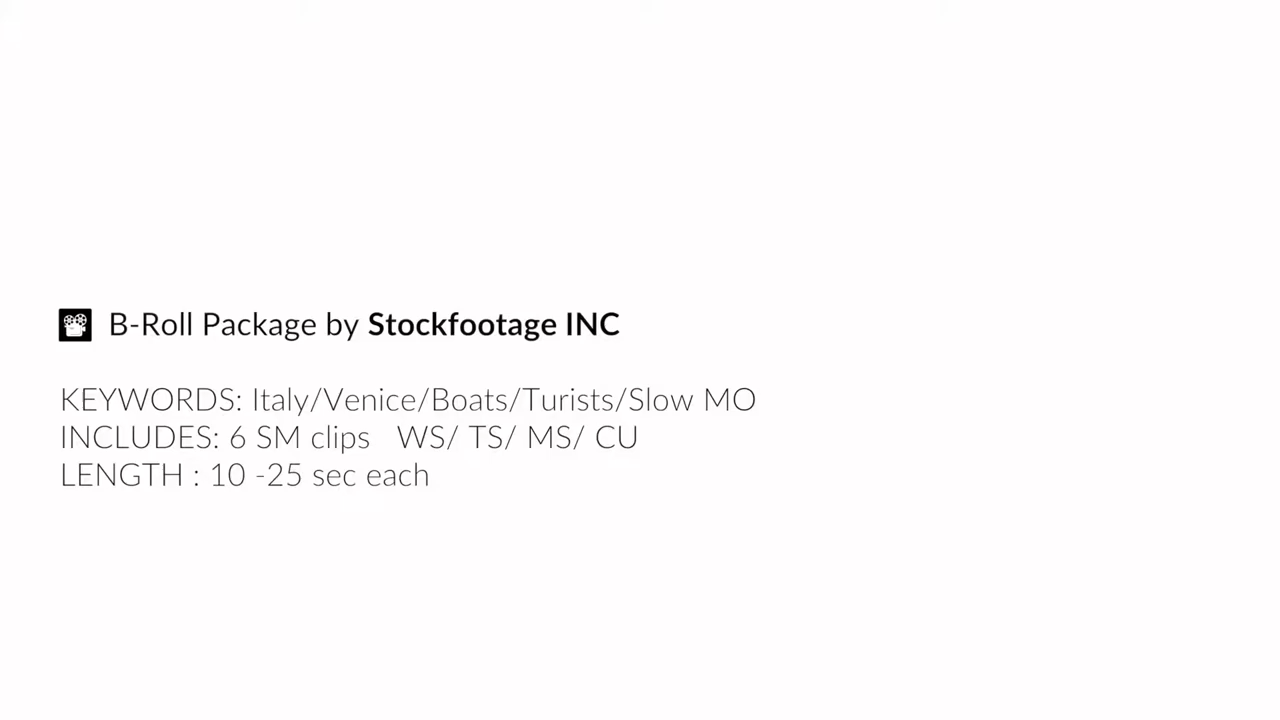 B-Roll Package by Stockfootage INC
KEYWORDS: Italy/Venice/Boats/Turists/Slow MO
INCLUDES: 6 SM clips   WS/ TS/ MS/ CU
LENGTH : 10 -25 sec each